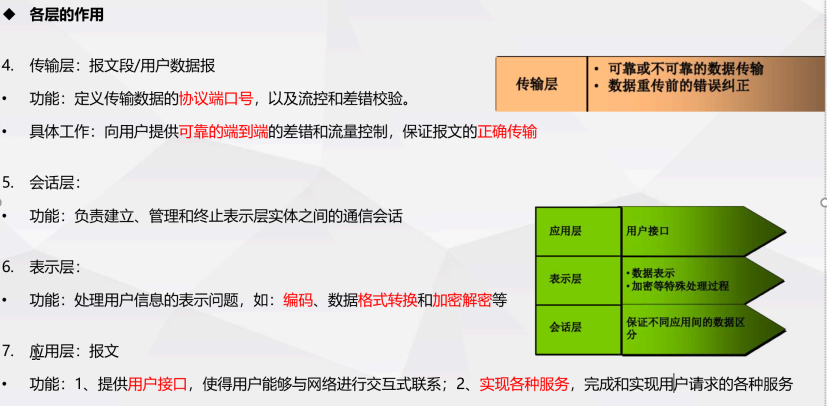 ◆ 各层的作用
4. 传输层：报文段/用户数据报
• 功能：定义传输数据的协议端口号，以及流控和差错校验。
• 具体工作：向用户提供可靠的端到端的差错和流量控制，保证报文的正确传输
传输层
• 可靠或不可靠的数据传输
• 数据重传前的错误纠正
5. 会话层：
• 功能：负责建立、管理和终止表示层实体之间的通信会话
6. 表示层：
• 功能：处理用户信息的表示问题，如：编码、数据格式转换和加密解密等
应用层
用户接口
表示层
•数据表示
•加密等特殊处理过程
会话层
保证不同应用间的数据区
分
7. 应用层：报文
• 功能：1、提供用户接口，使得用户能够与网络进行交互式联系；2、实现各种服务，完成和实现用户请求的各种服务